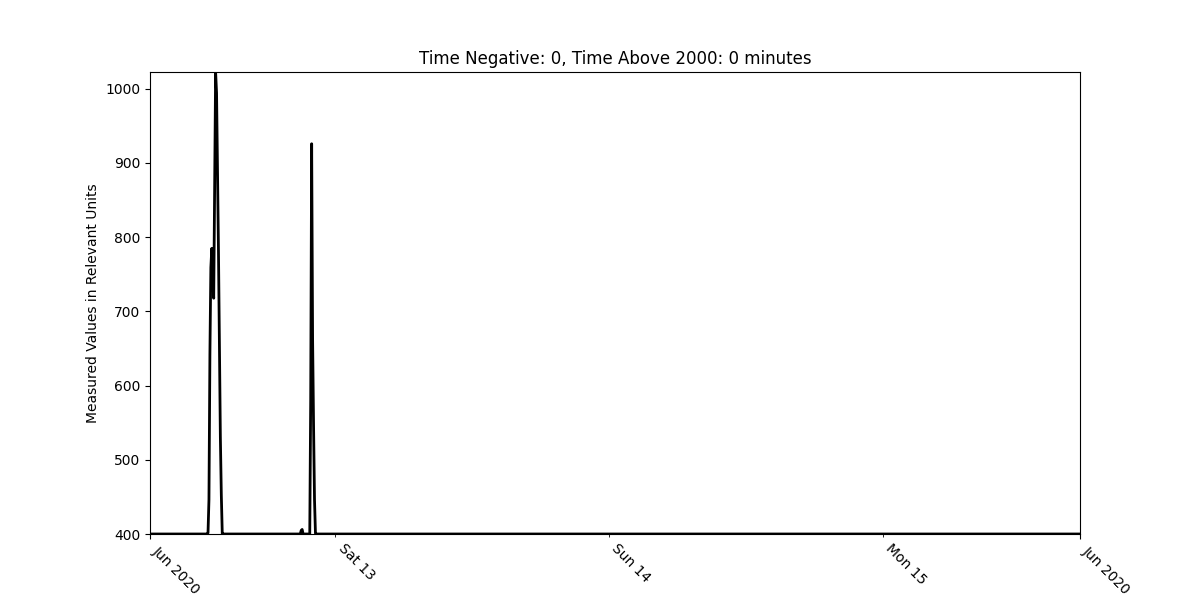 Time Negative: 0, Time Above 2000: 0 minutes
Measured Values in Relevant Units
1000
900
800
700
600
500
400
Jun 2020
Sat 13
Sun 14
Mon 15
Jun 2020